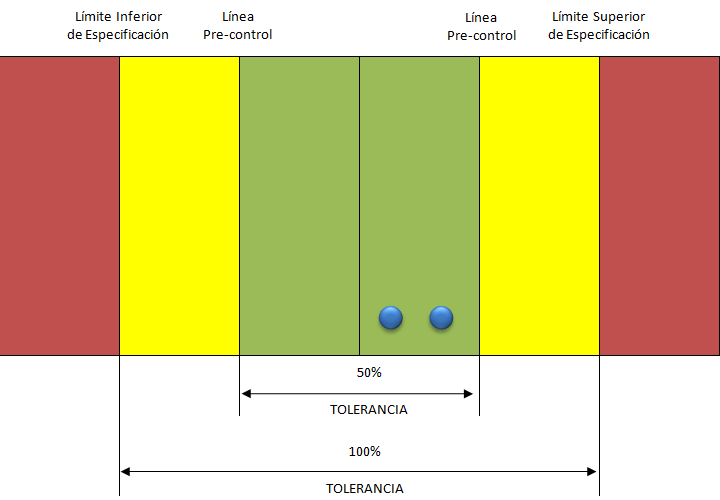 Límite Inferior
de Especificación
Línea
Pre-control
Línea
Pre-control
Límite Superior
de Especificación
50%
TOLERANCIA
100%
TOLERANCIA